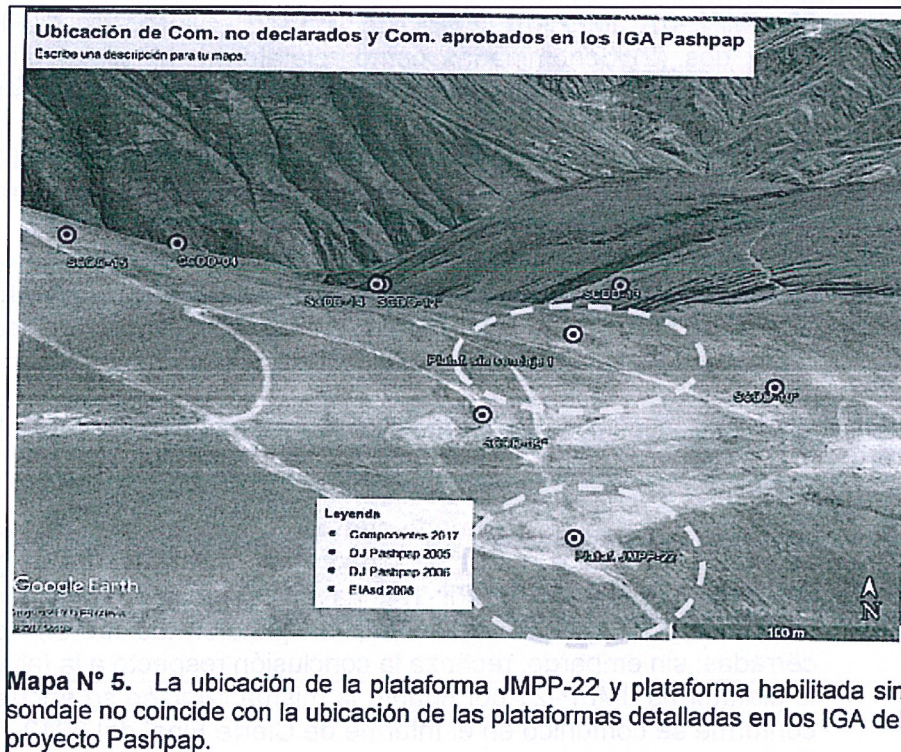 Ubicación de Com. no declarados y Com. aprobados en los IGA Pashpap
Escribe una descripción para tu mapa.
SCDD-15
SCDD-04
SCDD-14
Plataf. sin sondaje 1
Leyenda
Componentes 2017
DJ Pashpap 2005
DJ Pashpap 2006
EIAsd 2008
Plataf. JMPP-22
Google Earth
N
100 m
Mapa N° 5. La ubicación de la plataforma JMPP-22 y plataforma habilitada sin
sondaje no coincide con la ubicación de las plataformas detalladas en los IGA de
proyecto Pashpap.